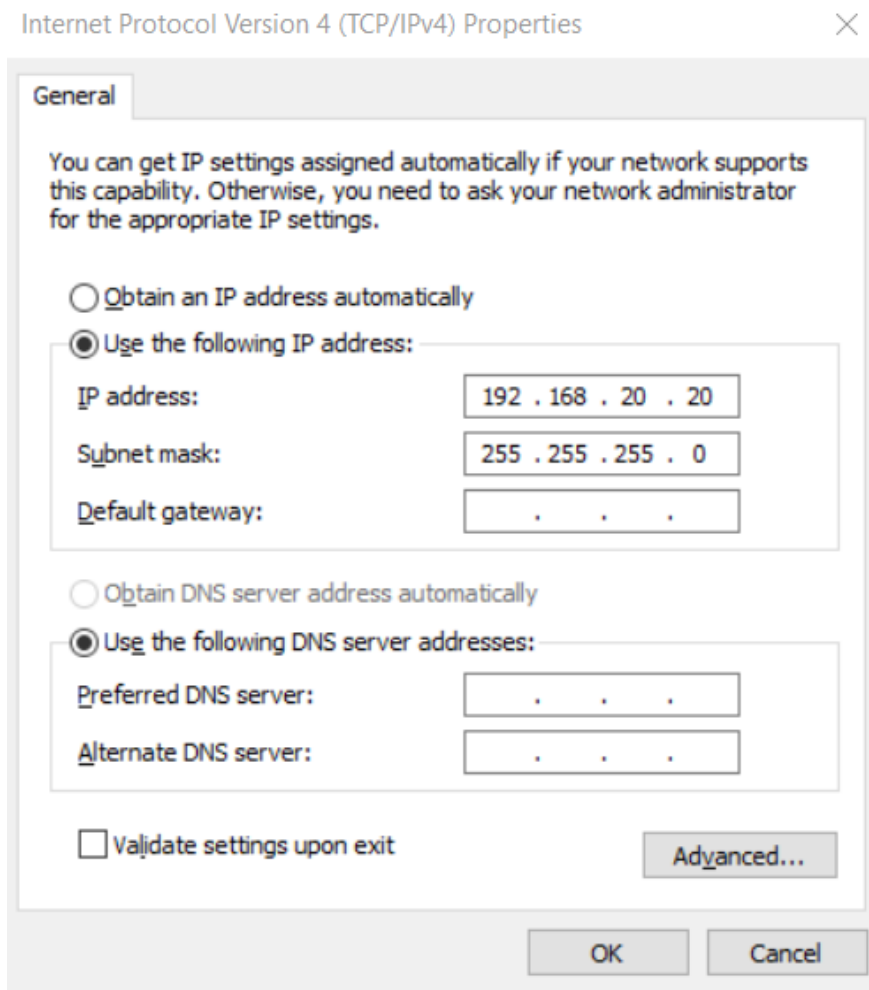 Internet Protocol Version 4 (TCP/IPv4) Properties
General
You can get IP settings assigned automatically if your network supports
this capability. Otherwise, you need to ask your network administrator
for the appropriate IP settings.
Obtain an IP address automatically
Use the following IP address:
IP address: 192 . 168 . 20 . 20
Subnet mask: 255 . 255 . 255 . 0
Default gateway: . . .
Obtain DNS server address automatically
Use the following DNS server addresses:
Preferred DNS server: . . .
Alternate DNS server: . . .
Validate settings upon exit
Advanced...
OK Cancel